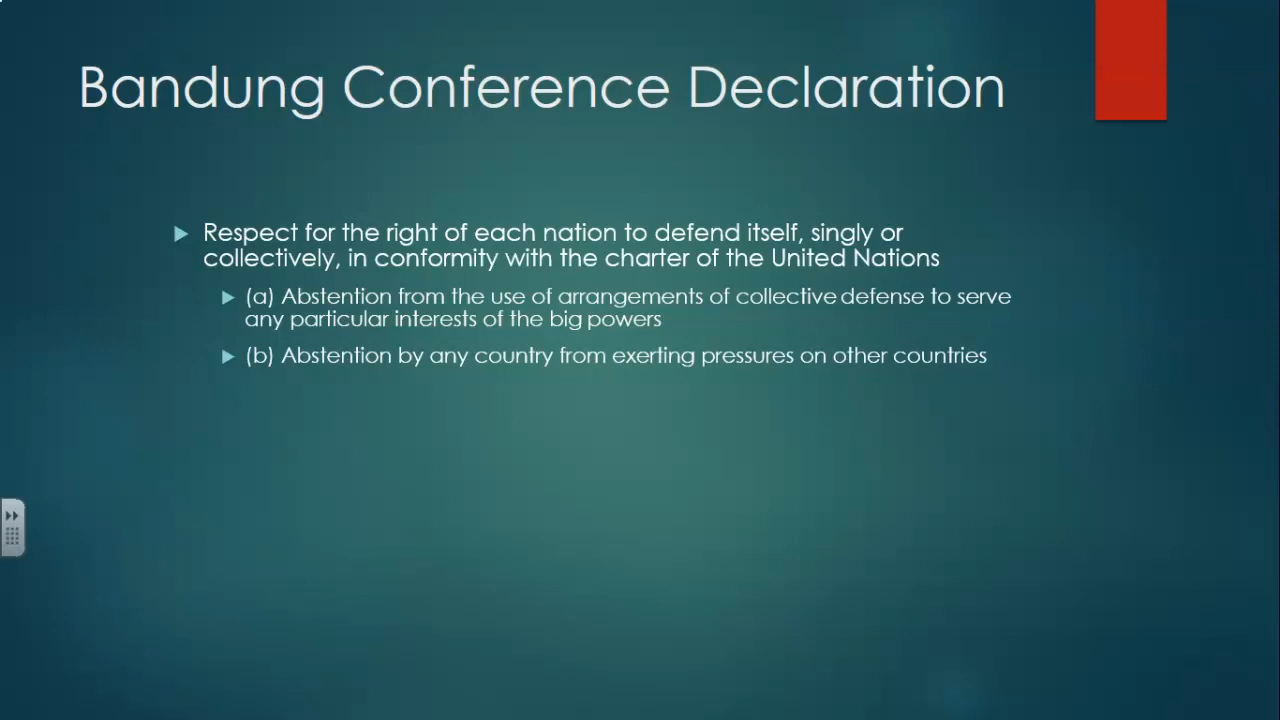 Bandung Conference Declaration
Respect for the right of each nation to defend itself, singly or
collectively, in conformity with the charter of the United Nations
(a) Abstention from the use of arrangements of collective defense to serve
any particular interests of the big powers
(b) Abstention by any country from exerting pressures on other countries